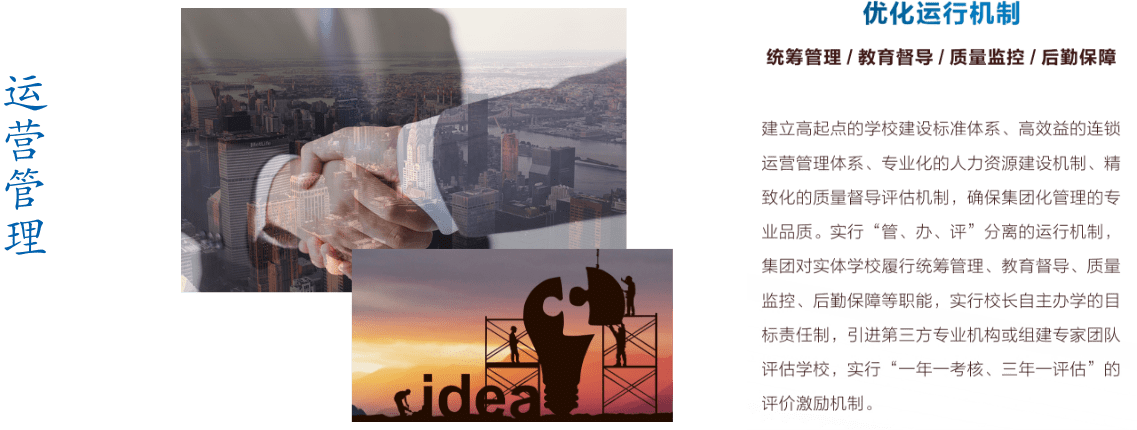 运营管理
MetLife
idea
优化运行机制
统筹管理 / 教育督导 / 质量监控 / 后勤保障
建立高起点的学校建设标准体系、高效益的连锁
运营管理体系、专业化的人力资源建设机制、精
致化的质量督导评估机制，确保集团化管理的专
业品质。实行“管、办、评”分离的运行机制，
集团对实体学校履行统筹管理、教育督导、质量
监控、后勤保障等职能，实行校长自主办学的目
标责任制，引进第三方专业机构或组建专家团队
评估学校，实行“一年一考核、三年一评估”的
评价激励机制。